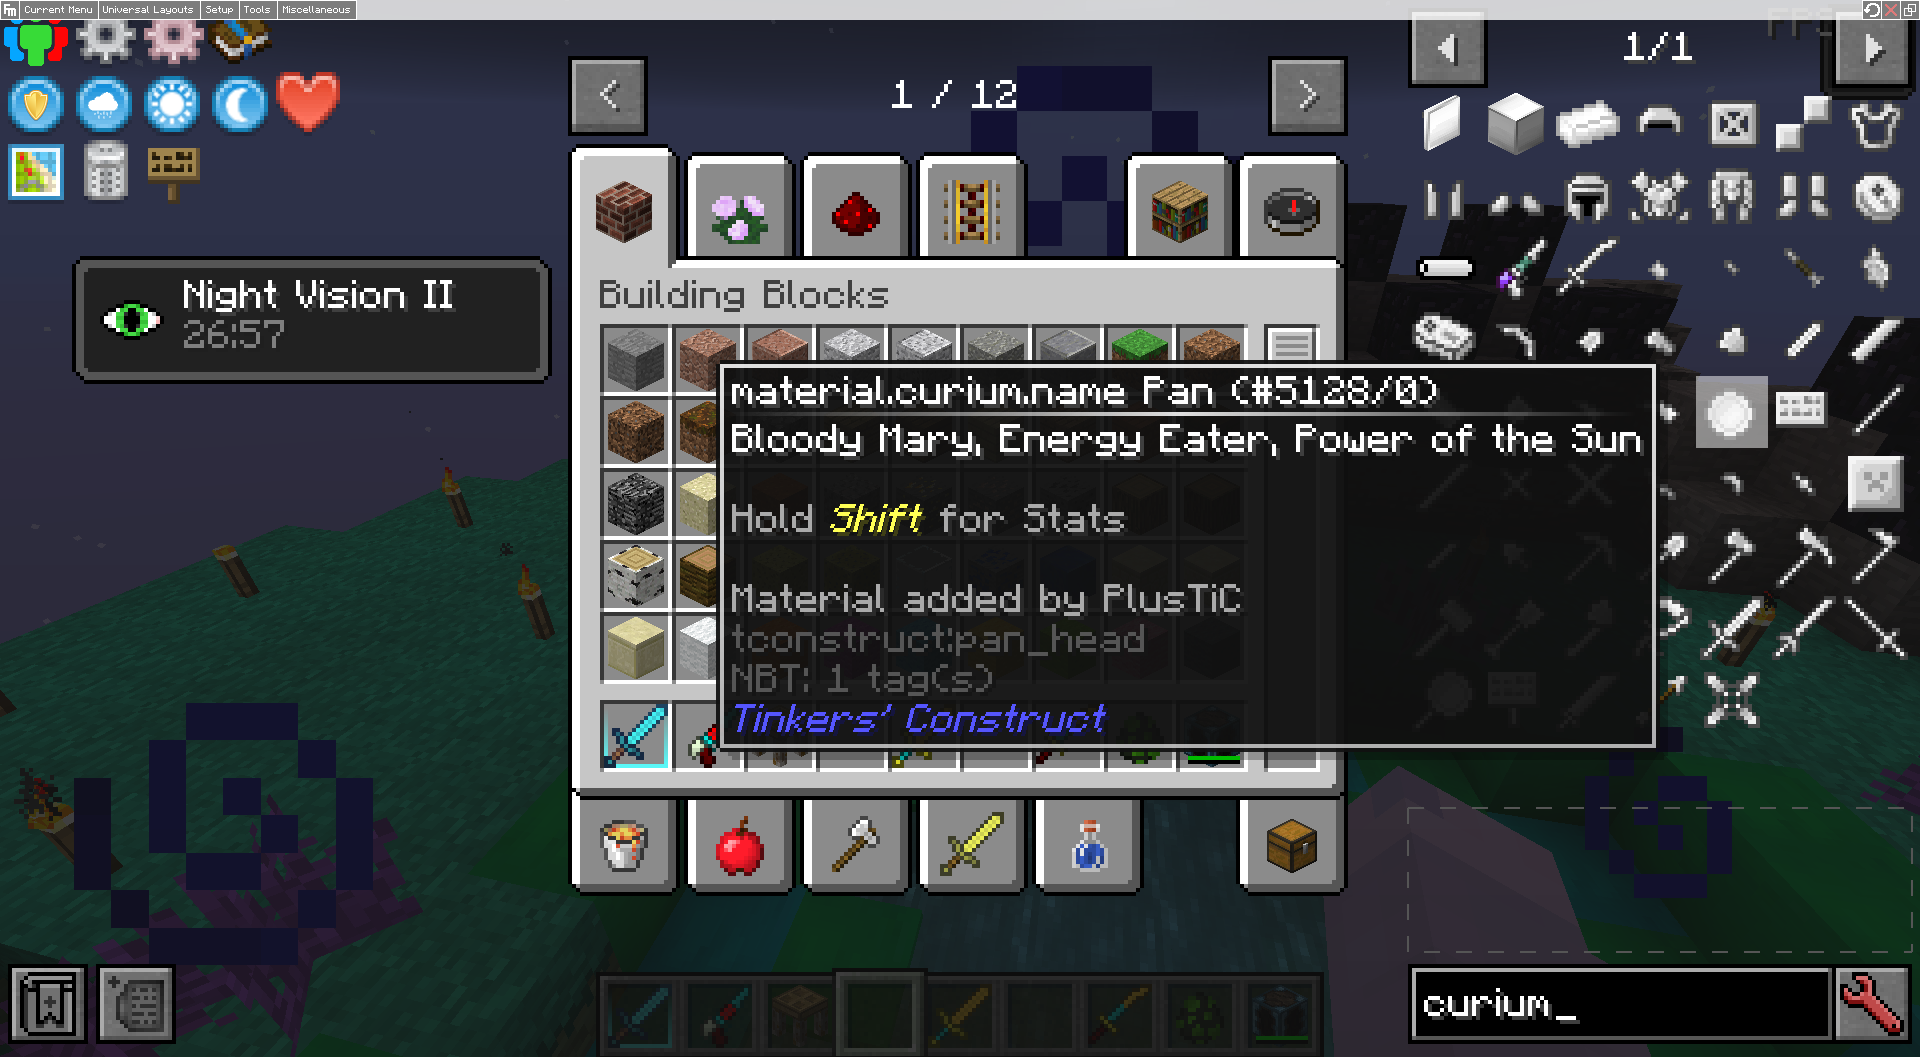 Fm Current Menu Universal Layouts Setup Tools Miscellaneous
1 / 12
1/1
Night Vision II
26:57
Building Blocks
material.curium.name Pan (#5128/0)
Bloody Mary, Energy Eater, Power of the Sun
Hold Shift for Stats
Material added by PlusTiC
tconstruct:pan_head
NBT: 1 tag(s)
Tinkers' Construct
curium_